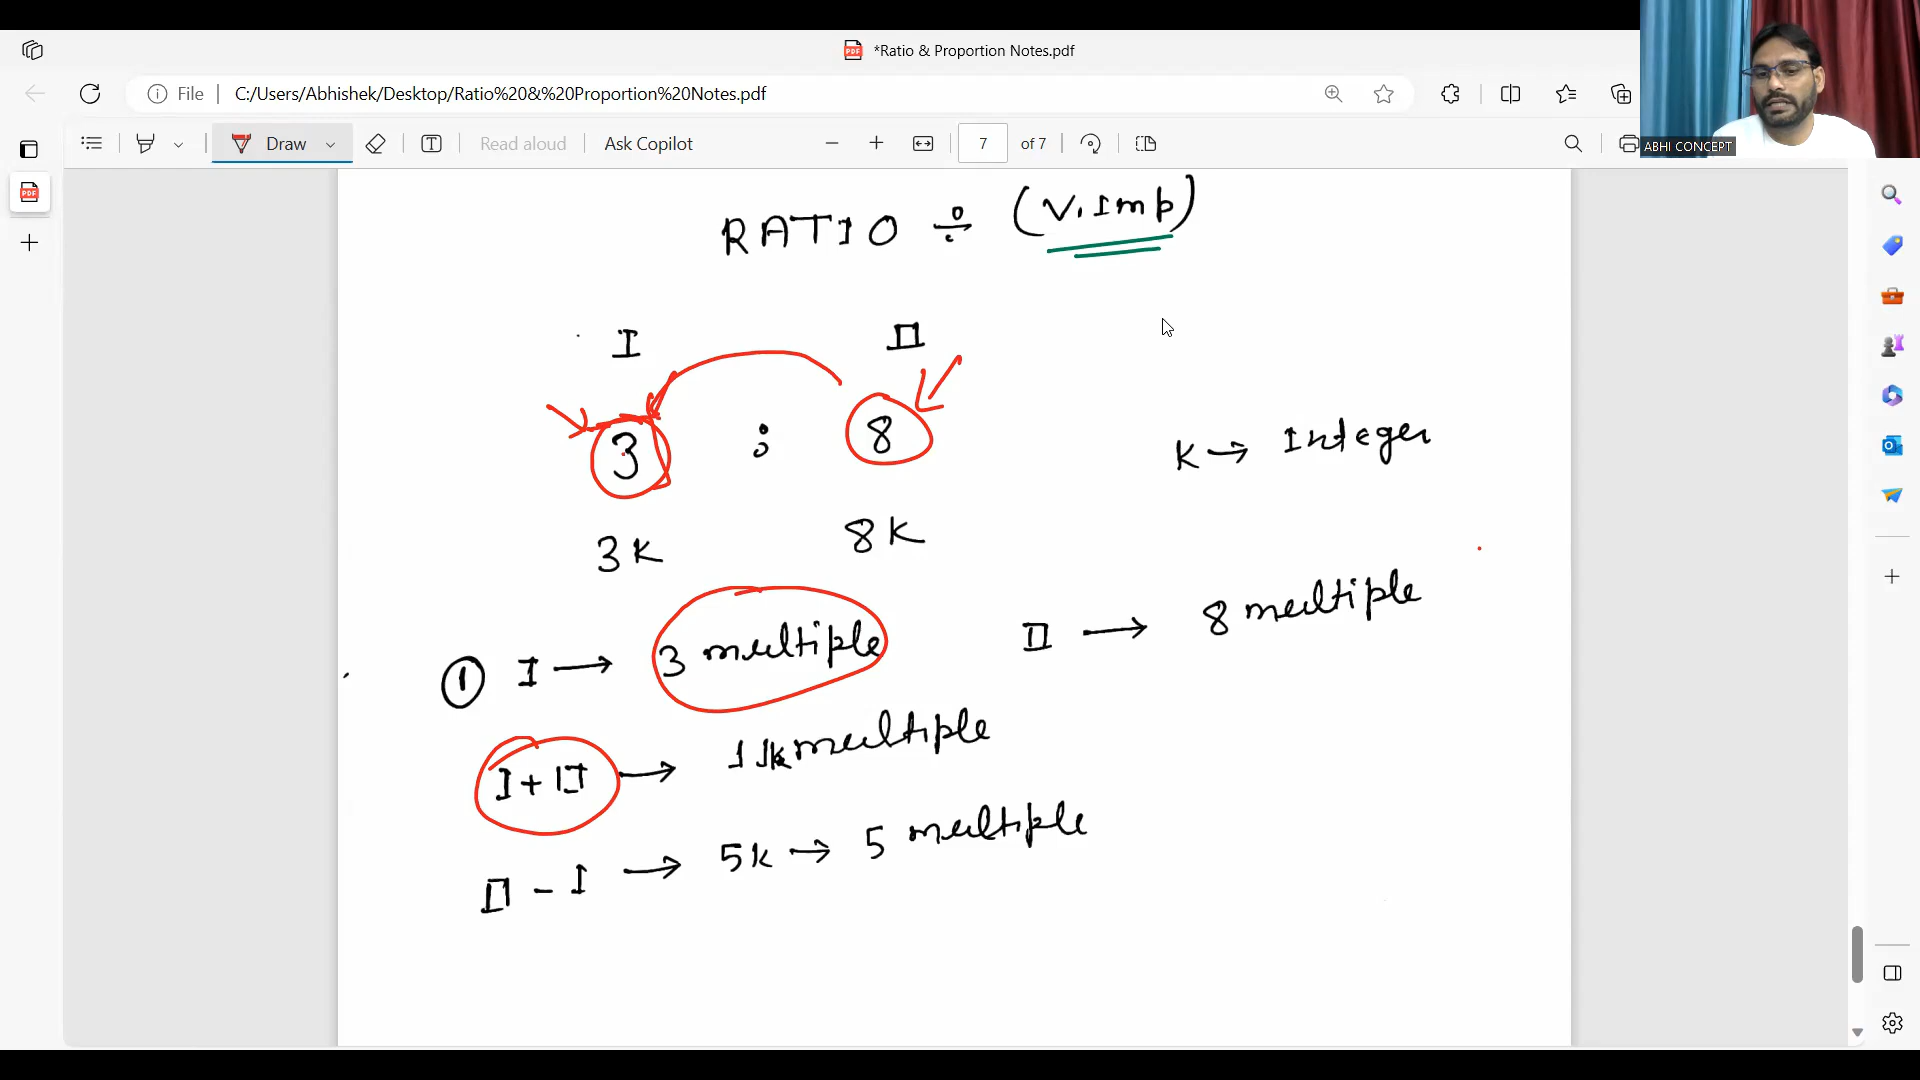 *Ratio & Proportion Notes.pdf
File
C:/Users/Abhishek/Desktop/Ratio%20&%20Proportion%20Notes.pdf
Draw
Read aloud
Ask Copilot
7
of 7
ABHI CONCEPT
RATIO ÷ (V.Imp)
I II
3 : 8
K → Integer
3K 8K
① I → 3 multiple II → 8 multiple
I + II → 11k multiple
II - I → 5K → 5 multiple